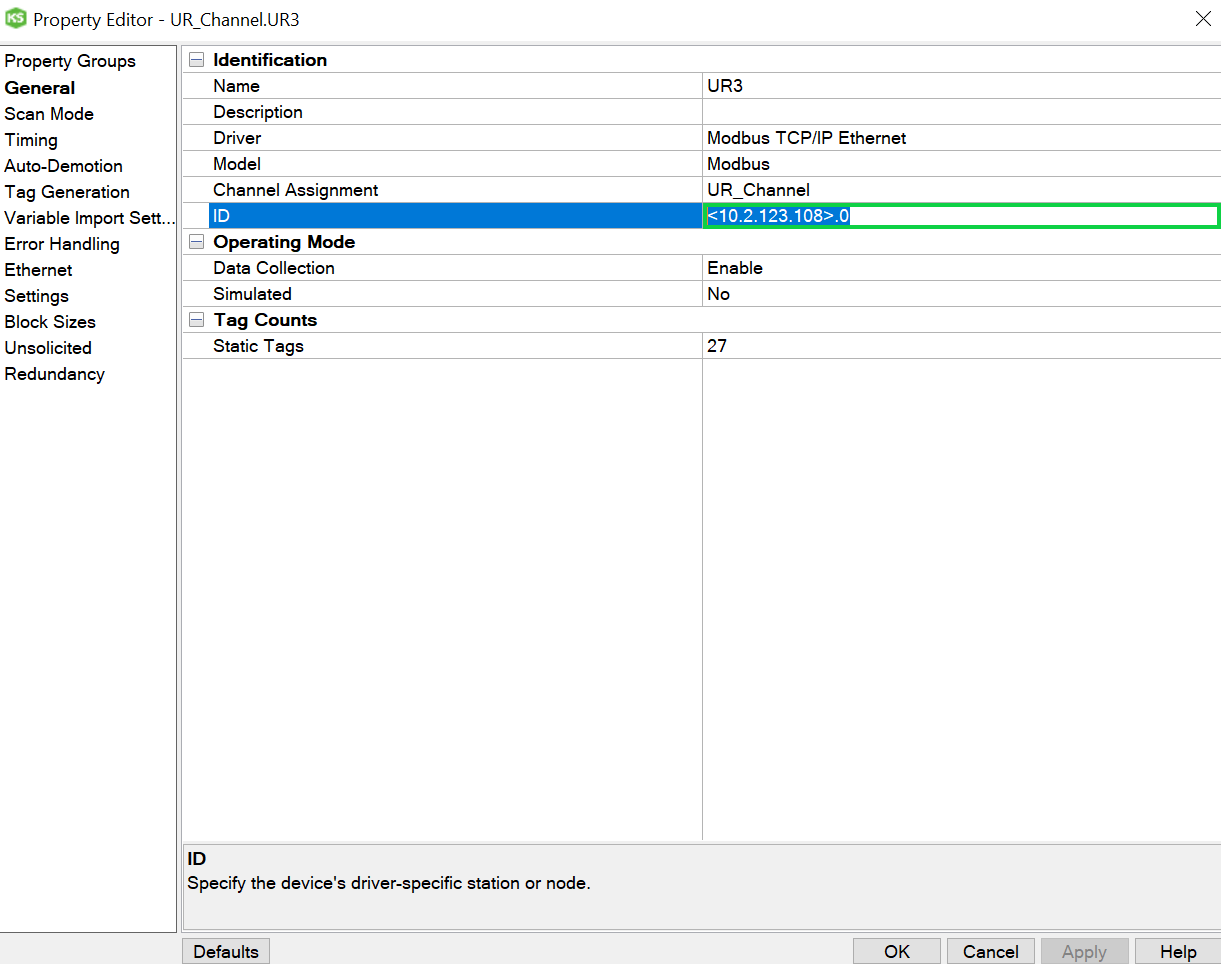 KS Property Editor - UR_Channel.UR3
Property Groups
General
Scan Mode
Timing
Auto-Demotion
Tag Generation
Variable Import Sett...
Error Handling
Ethernet
Settings
Block Sizes
Unsolicited
Redundancy
Identification
Name UR3
Description
Driver Modbus TCP/IP Ethernet
Model Modbus
Channel Assignment UR_Channel
ID <10.2.123.108>.0
Operating Mode
Data Collection Enable
Simulated No
Tag Counts
Static Tags 27
ID
Specify the device's driver-specific station or node.
Defaults OK Cancel Apply Help